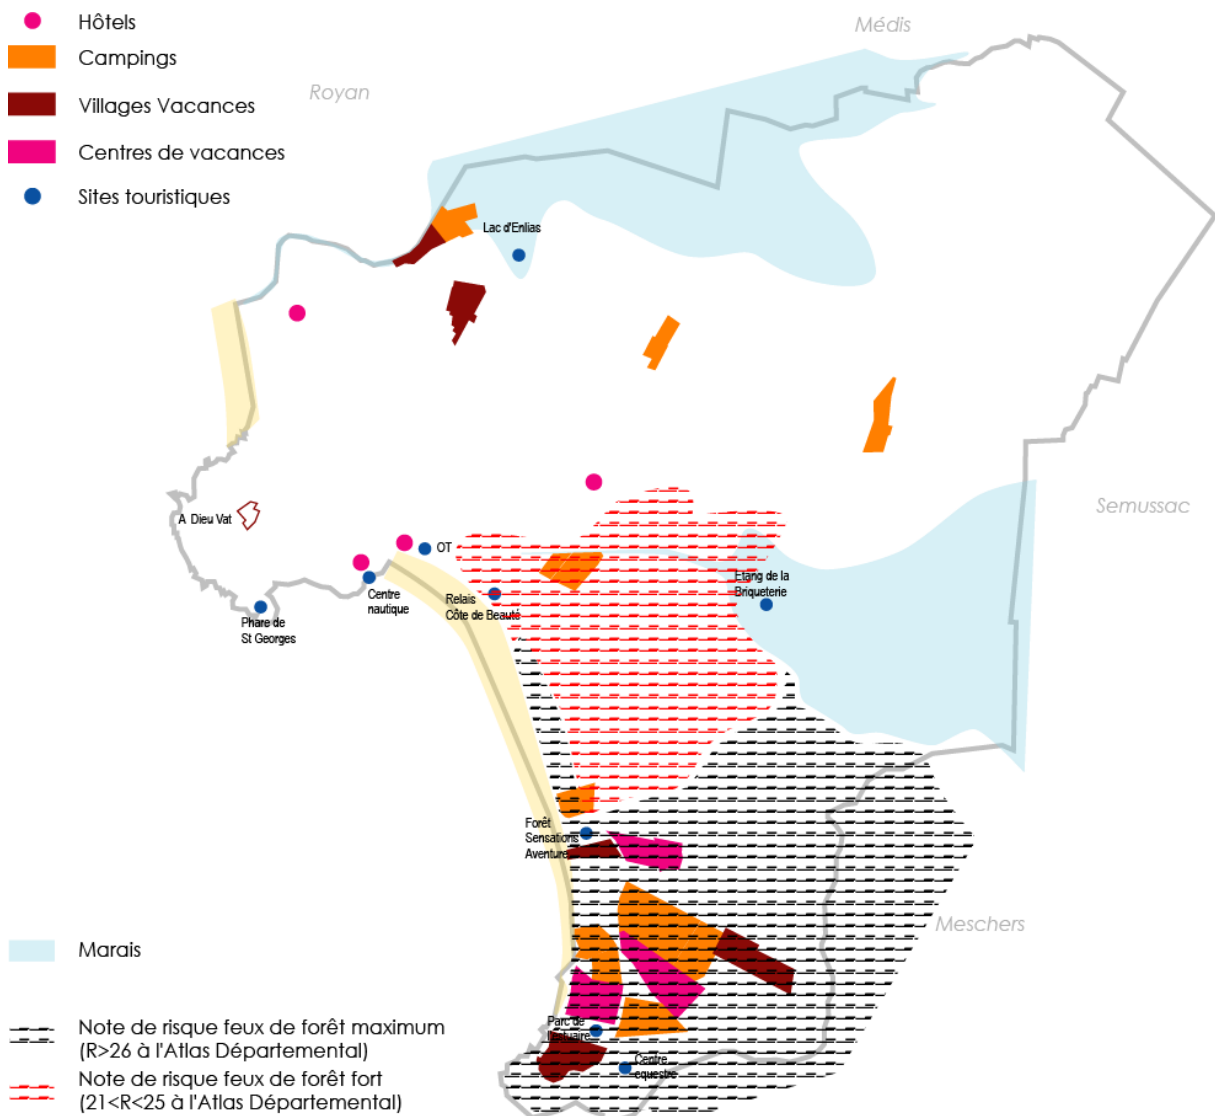 Hôtels
Campings
Villages Vacances
Centres de vacances
Sites touristiques
Médis
Royan
Lac d'Enlias
Semussac
A Dieu Vat
OT
Centre
nautique
Relais
Côte de Beauté
Etang de la
Briqueterie
Phare de
St Georges
Forêt
Sensations
Aventure
Meschers
Marais
Parc de
l'estuaire
Centre
equestre
Note de risque feux de forêt maximum
(R>26 à l'Atlas Départemental)
Note de risque feux de forêt fort
(21<R<25 à l'Atlas Départemental)